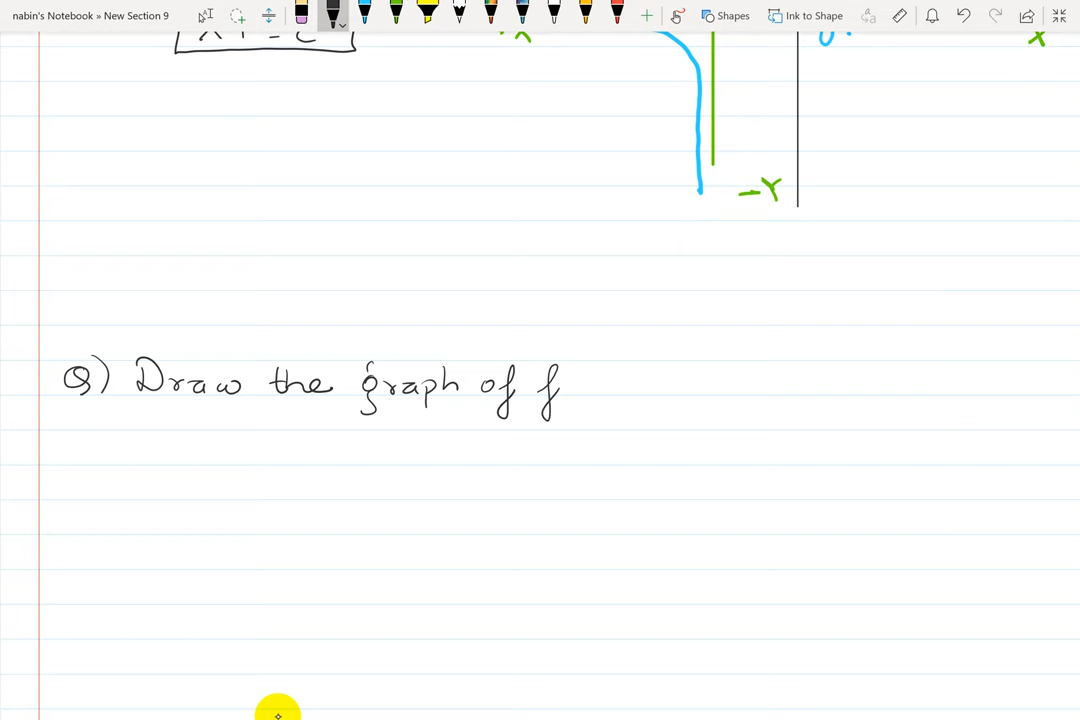 nabin's Notebook » New Section 9 Shapes Ink to Shape
-X X
-Y
Q) Draw the graph of f